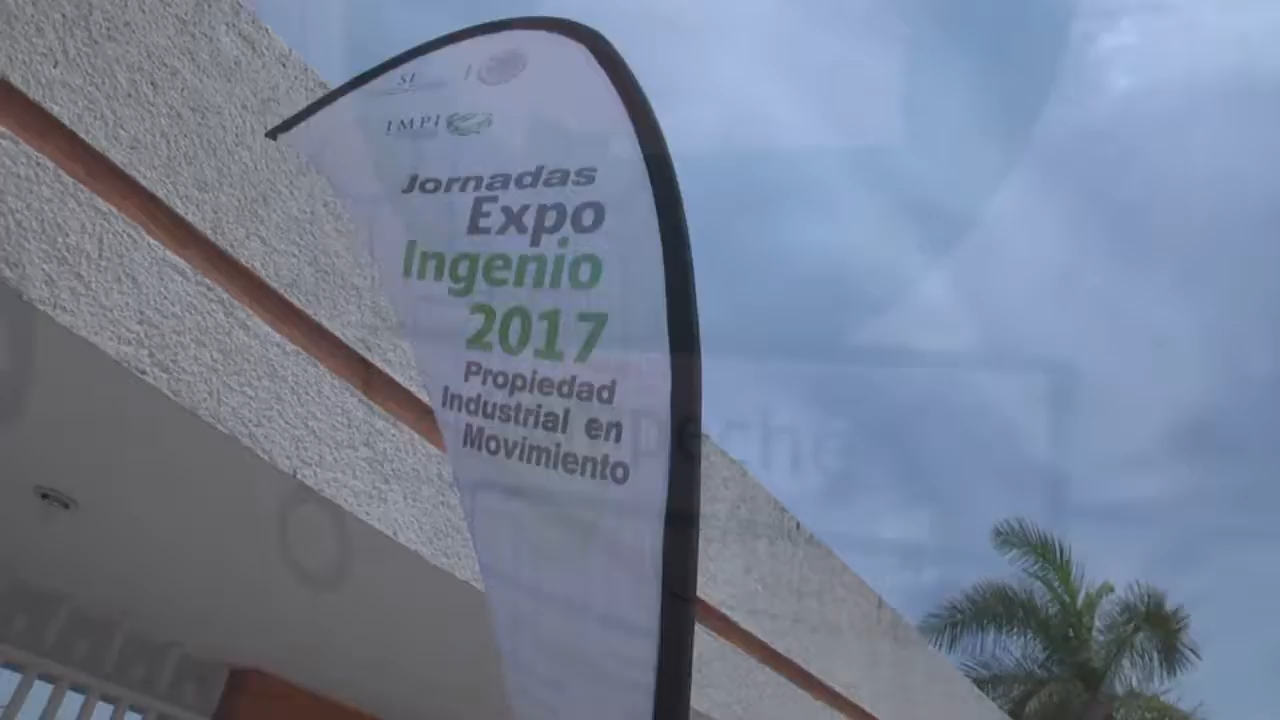 SE
IMPI
Jornadas
Expo
Ingenio
2017
Propiedad
Industrial en
Movimiento